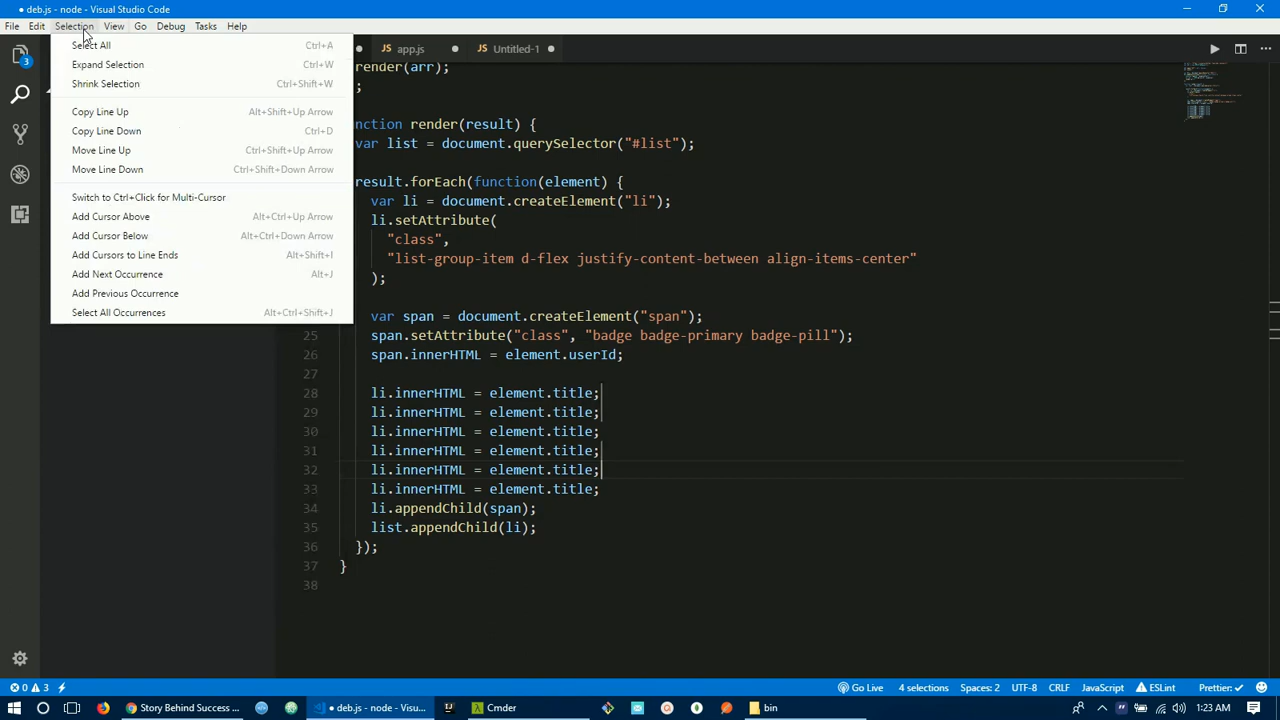 ● deb.js - node - Visual Studio Code
File Edit Selection View Go Debug Tasks Help
Select All Ctrl+A
Expand Selection Ctrl+W
Shrink Selection Ctrl+Shift+W
Copy Line Up Alt+Shift+Up Arrow
Copy Line Down Ctrl+D
Move Line Up Ctrl+Shift+Up Arrow
Move Line Down Ctrl+Shift+Down Arrow
Switch to Ctrl+Click for Multi-Cursor
Add Cursor Above Alt+Ctrl+Up Arrow
Add Cursor Below Alt+Ctrl+Down Arrow
Add Cursors to Line Ends Alt+Shift+I
Add Next Occurrence Alt+J
Add Previous Occurrence
Select All Occurrences Alt+Ctrl+Shift+J
3
JS app.js ●
JS Untitled-1 ●
render(arr);
;
nction render(result) {
var list = document.querySelector("#list");
result.forEach(function(element) {
var li = document.createElement("li");
li.setAttribute(
"class",
"list-group-item d-flex justify-content-between align-items-center"
);
var span = document.createElement("span");
25 span.setAttribute("class", "badge badge-primary badge-pill");
26 span.innerHTML = element.userId;
27
28 li.innerHTML = element.title;
29 li.innerHTML = element.title;
30 li.innerHTML = element.title;
31 li.innerHTML = element.title;
32 li.innerHTML = element.title;
33 li.innerHTML = element.title;
34 li.appendChild(span);
35 list.appendChild(li);
36 });
37 }
38
0 3 Go Live 4 selections Spaces: 2 UTF-8 CRLF JavaScript ESLint Prettier: ✓
Story Behind Success ... ● deb.js - node - Visu... Cmder bin 1:23 AM